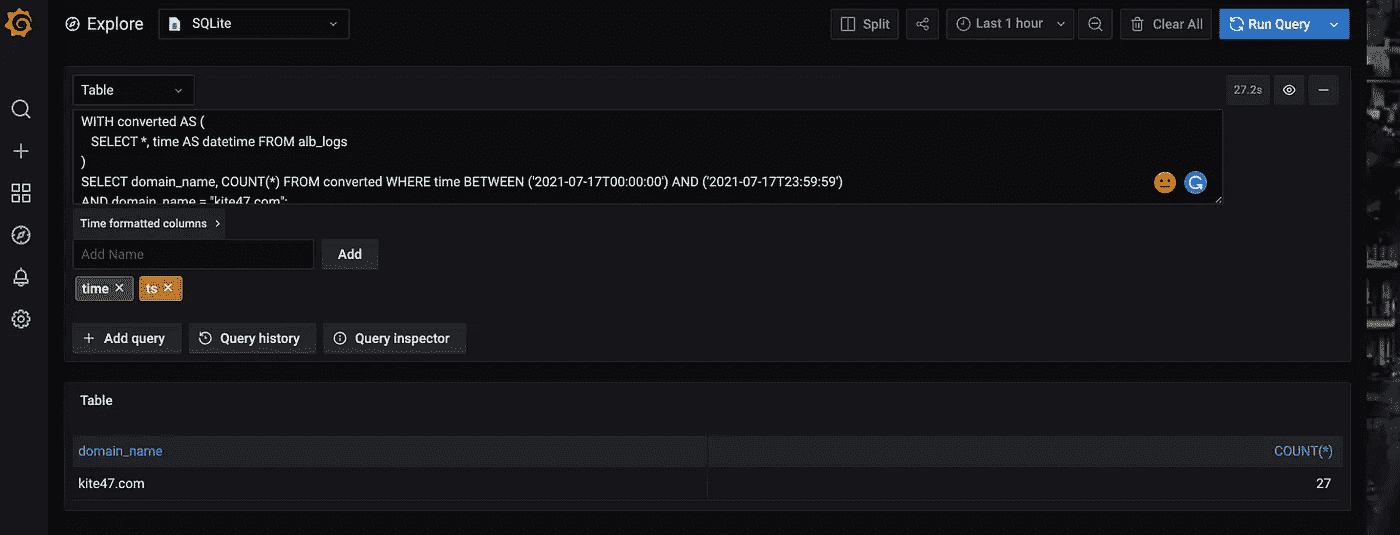 Explore SQLite Split Last 1 hour Clear All Run Query
Table 27.2s
WITH converted AS (
SELECT *, time AS datetime FROM alb_logs
)
SELECT domain_name, COUNT(*) FROM converted WHERE time BETWEEN ('2021-07-17T00:00:00') AND ('2021-07-17T23:59:59')
AND domain_name = "kite47.com";
Time formatted columns >
Add Name Add
time × ts ×
+ Add query Query history Query inspector
Table
domain_name COUNT(*)
kite47.com 27